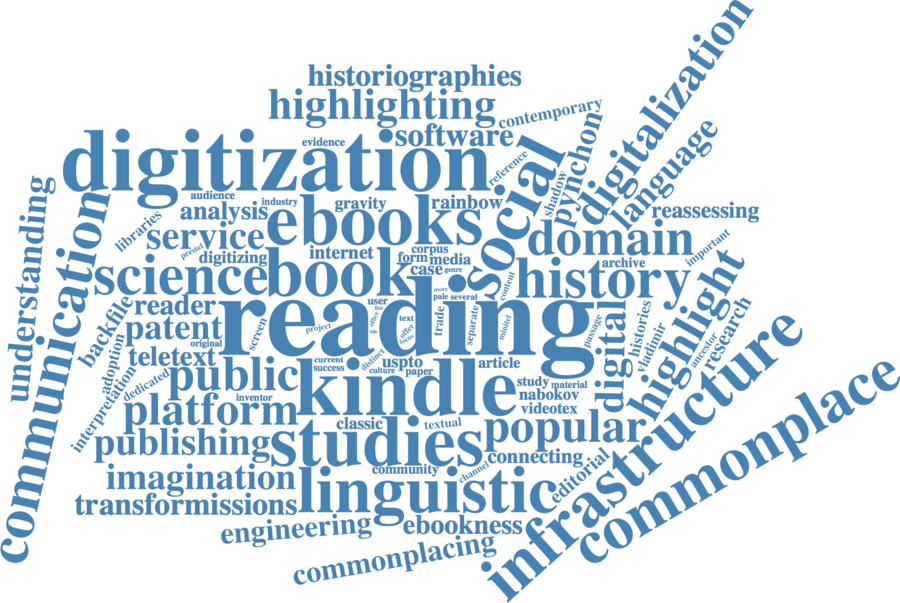 historiographies
highlighting
contemporary
digitalization
software
evidence
digitization
reference
social
shadow
pynchon
language
audience
industry
analysis
ebooks
gravity
rainbow
reassessing
understanding
communication
libraries
service
prestel
digitizing
internet
corpus
form
media
domain
important
science
book
case
genre
content
history
archive
highlight
backfile
reader
reading
user
fire
more
pale
several
patent
original
screen
project
office
text
offer
focus
trade
separate
minitel
passage
digital
histories
vladimir
ancestor
research
adoption
teletext
current
success
distinct
culture
uspto
paper
article
interpretation
dedicated
public
kindle
study
material
inventor
nabokov
videotex
platform
infrastructure
commonplace
classic
textual
popular
publishing
studies
connecting
community
channel
editorial
imagination
linguistic
transformissions
engineering
ebookness
commonplacing